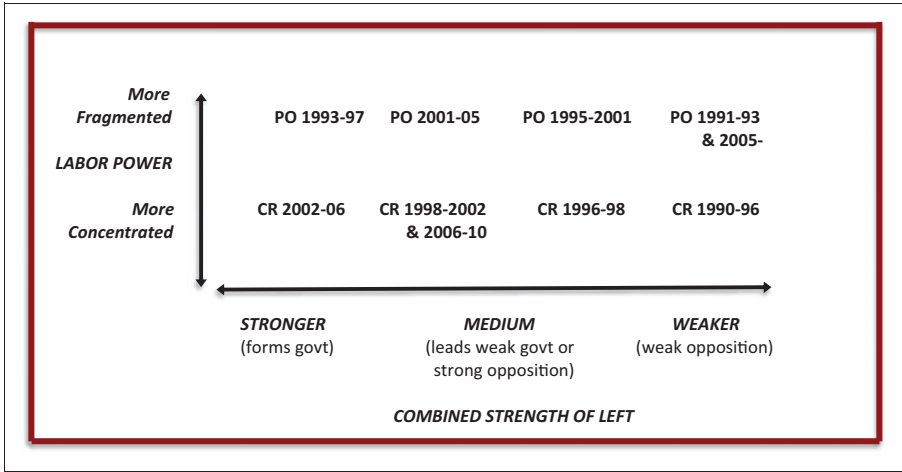 More
Fragmented
PO 1993-97 PO 2001-05 PO 1995-2001 PO 1991-93
& 2005-
LABOR POWER
More
Concentrated
CR 2002-06 CR 1998-2002 CR 1996-98 CR 1990-96
& 2006-10
STRONGER MEDIUM WEAKER
(forms govt) (leads weak govt or (weak opposition)
strong opposition)
COMBINED STRENGTH OF LEFT